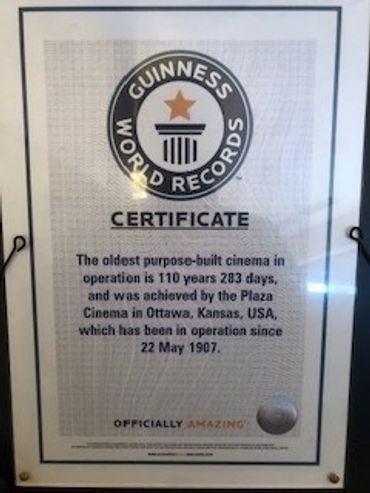 GUINNESS
WORLD RECORDS
CERTIFICATE
The oldest purpose-built cinema in
operation is 110 years 283 days,
and was achieved by the Plaza
Cinema in Ottawa, Kansas, USA,
which has been in operation since
22 May 1907.
OFFICIALLY AMAZING